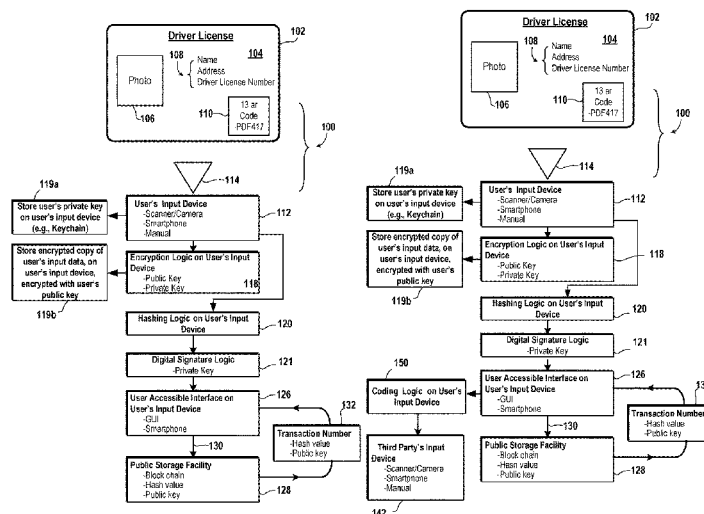 Driver License
102
104
108
Name
Address
Driver License Number
Photo
110
13 ar
Code
-PDF417
106
100
114
119a
Store user's private key
on user's input device
(e.g., Keychain)
User's Input Device
-Scanner/Camera
-Smartphone
-Manual
112
Store encrypted copy of
user's input data, on
user's input device,
encrypted with user's
public key
119b
Encryption Logic on User's Input
Device
-Public Key
-Private Key
118
Hashing Logic on User's Input
Device
120
Digital Signature Logic
-Private Key
121
User Accessible Interface on
User's Input Device
-GUI
-Smartphone
126
130
132
Transaction Number
-Hash value
-Public key
Public Storage Facility
-Block chain
-Hash value
-Public key
128
Driver License
102
104
108
Name
Address
Driver License Number
Photo
110
13 ar
Code
-PDF417
106
100
114
119a
Store user's private key
on user's input device
(e.g., Keychain)
User's Input Device
-Scanner/Camera
-Smartphone
-Manual
112
Store encrypted copy of
user's input data, on
user's input device,
encrypted with user's
public key
119b
Encryption Logic on User's Input
Device
-Public Key
-Private Key
118
Hashing Logic on User's Input
Device
120
Digital Signature Logic
-Private Key
121
150
Coding Logic on User's
Input Device
User Accessible Interface on
User's Input Device
-GUI
-Smartphone
126
130
Transaction Number
-Hash value
-Public key
Third Party's Input
Device
-Scanner/Camera
-Smartphone
-Manual
142
Public Storage Facility
-Block chain
-Hash value
-Public key
128